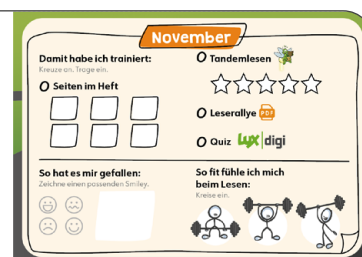 November
Damit habe ich trainiert:
Kreuze an. Trage ein.
O Seiten im Heft
O Tandemlesen
O Leserallye PDF
O Quiz Lux digi
So hat es mir gefallen:
Zeichne einen passenden Smiley.
So fit fühle ich mich
beim Lesen:
Kreise ein.